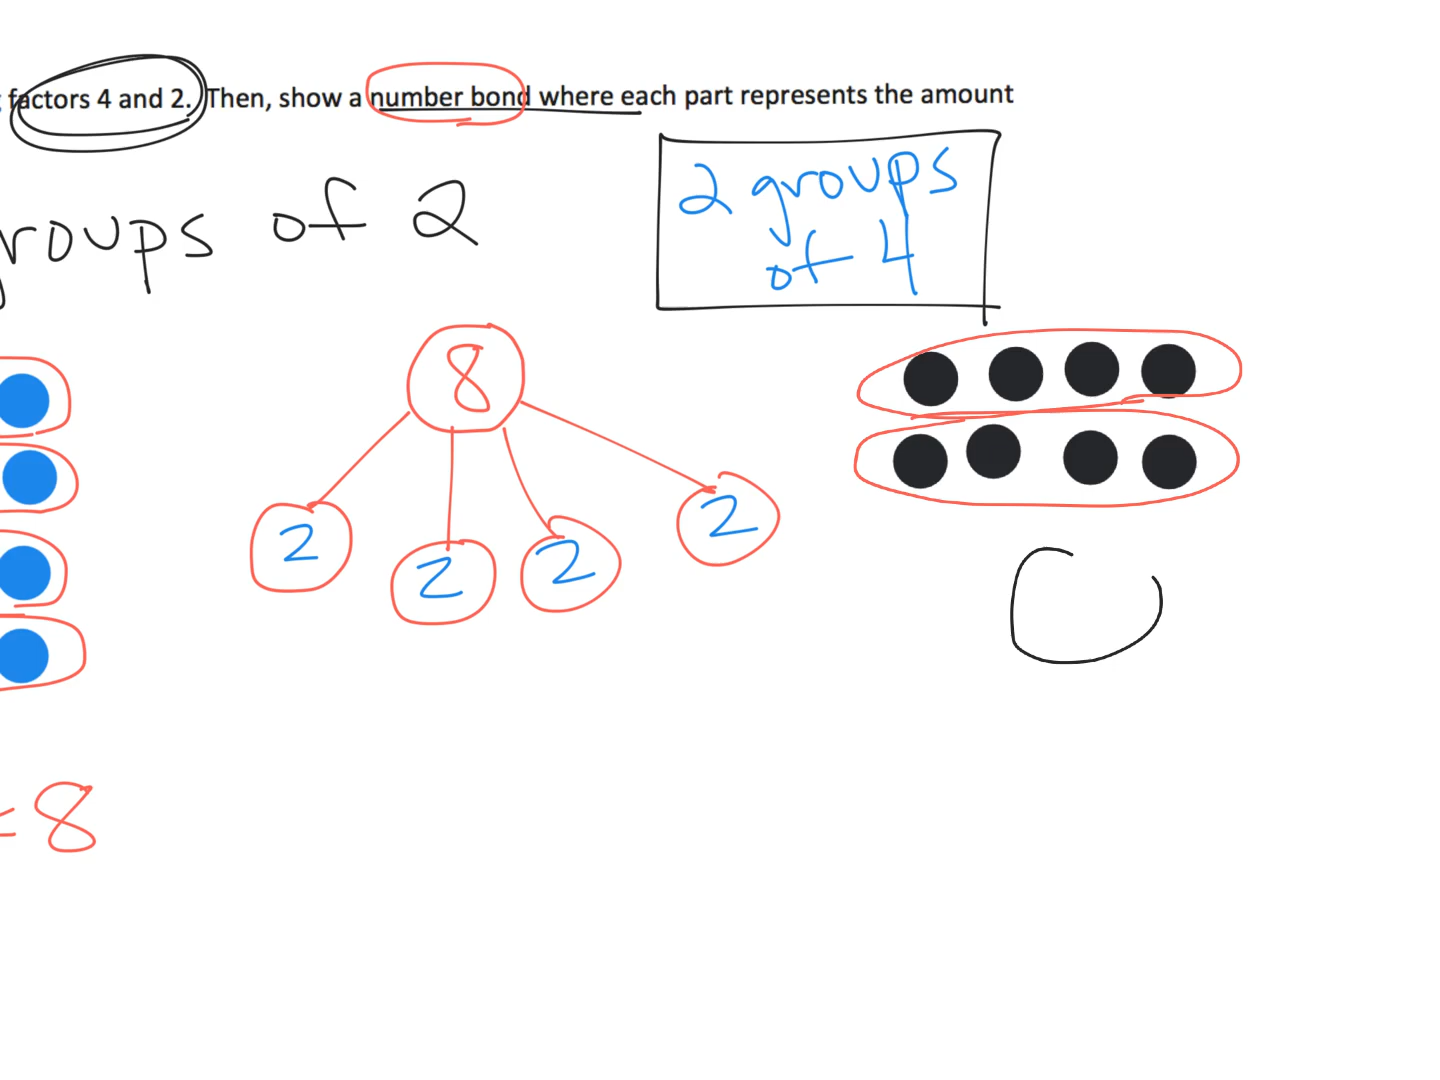 factors 4 and 2. Then, show a number bond where each part represents the amount
roups of 2
2 groups
of 4
8
2 2 2 2
= 8